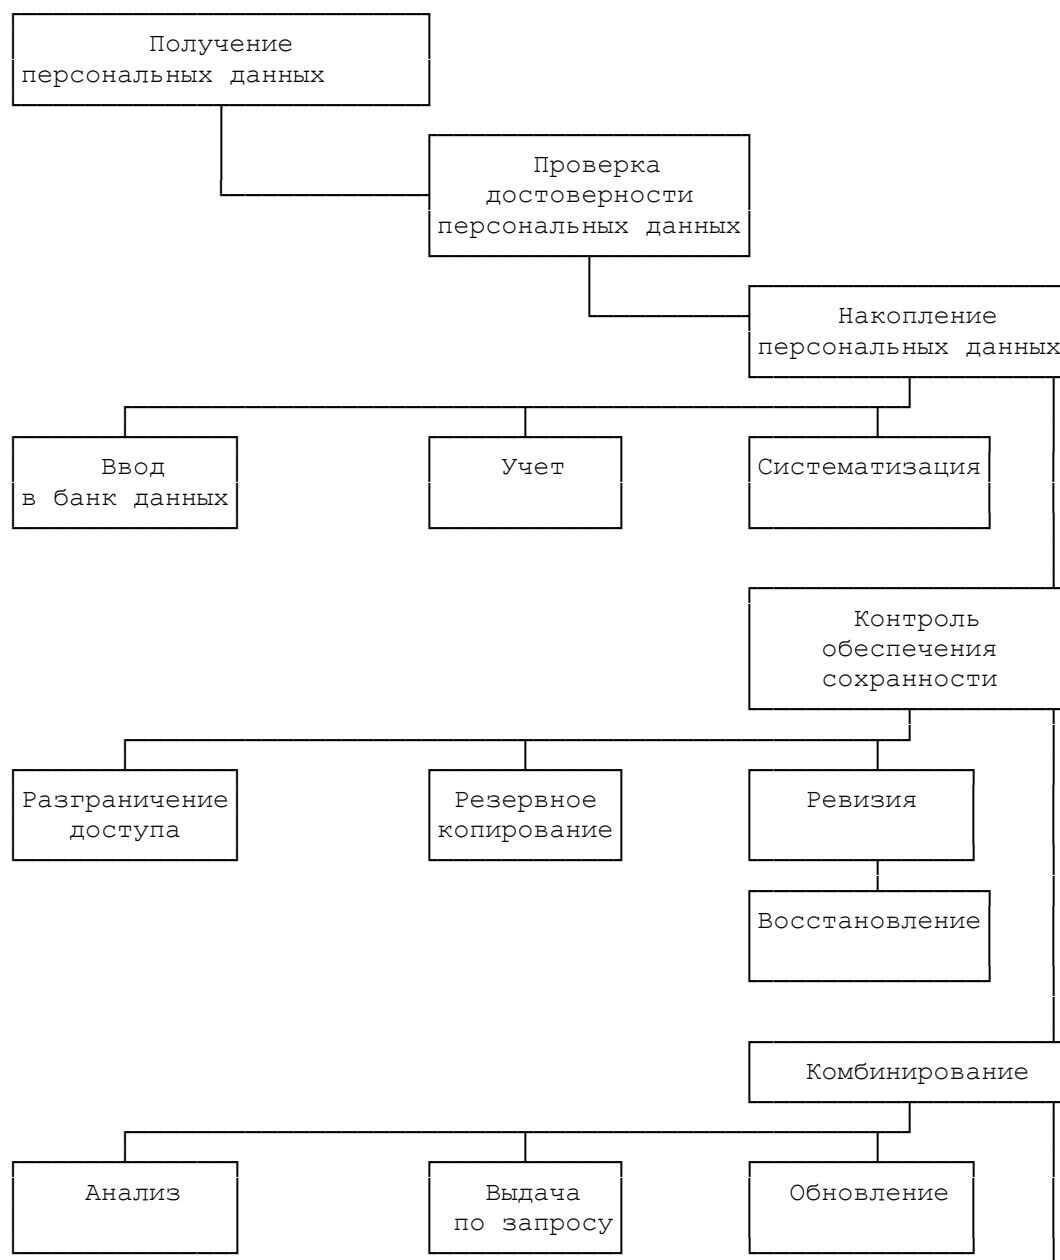 Получение
персональных данных
Проверка
достоверности
персональных данных
Накопление
персональных данных
Ввод
в банк данных
Учет
Систематизация
Контроль
обеспечения
сохранности
Разграничение
доступа
Резервное
копирование
Ревизия
Восстановление
Комбинирование
Анализ
Выдача
по запросу
Обновление